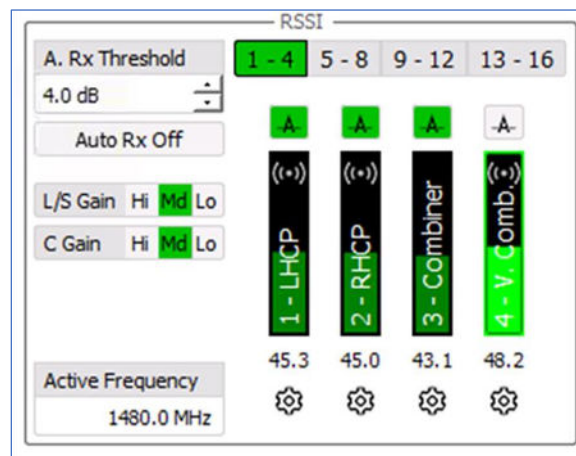 RSSI
A. Rx Threshold
4.0 dB
Auto Rx Off
L/S Gain Hi Md Lo
C Gain Hi Md Lo
Active Frequency
1480.0 MHz
1 - 4 5 - 8 9 - 12 13 - 16
A A A A
1 - LHCP
2 - RHCP
3 - Combiner
4 - V. Comb.
45.3 45.0 43.1 48.2